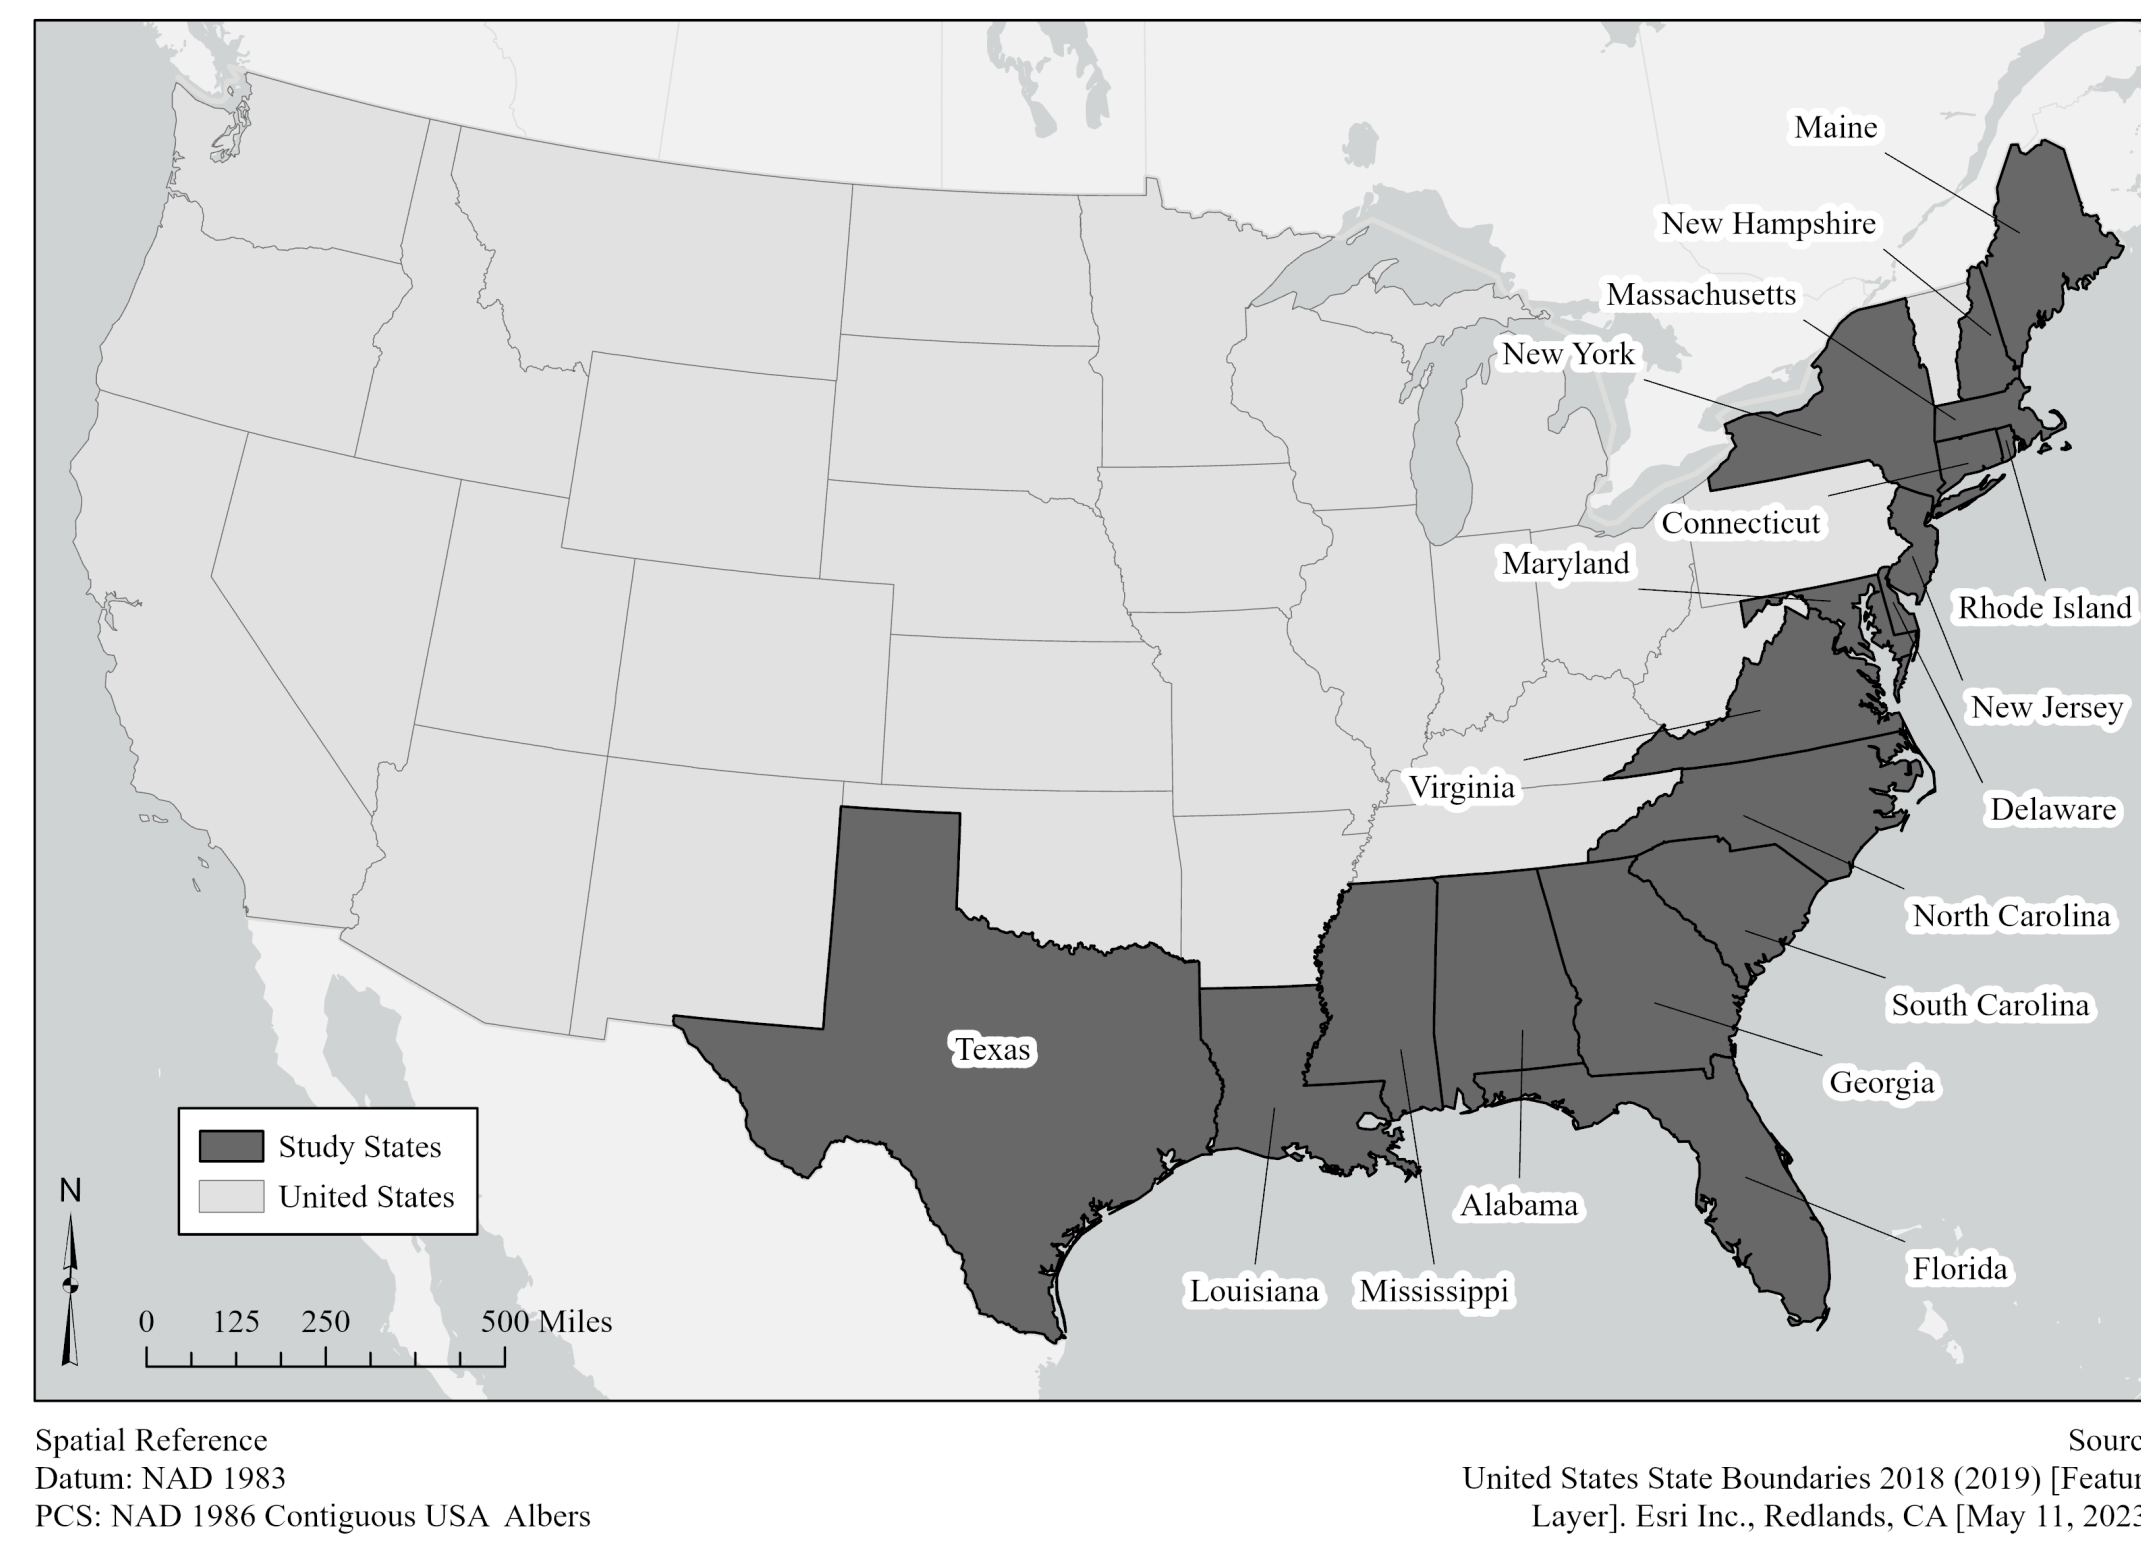 Maine
New Hampshire
Massachusetts
New York
Connecticut
Maryland
Rhode Island
New Jersey
Virginia
Delaware
North Carolina
South Carolina
Texas
Georgia
Study States
United States
N
Alabama
Florida
Louisiana
Mississippi
0 125 250 500 Miles
Spatial Reference
Datum: NAD 1983
PCS: NAD 1986 Contiguous USA Albers
Sourc
United States State Boundaries 2018 (2019) [Featur
Layer]. Esri Inc., Redlands, CA [May 11, 2023